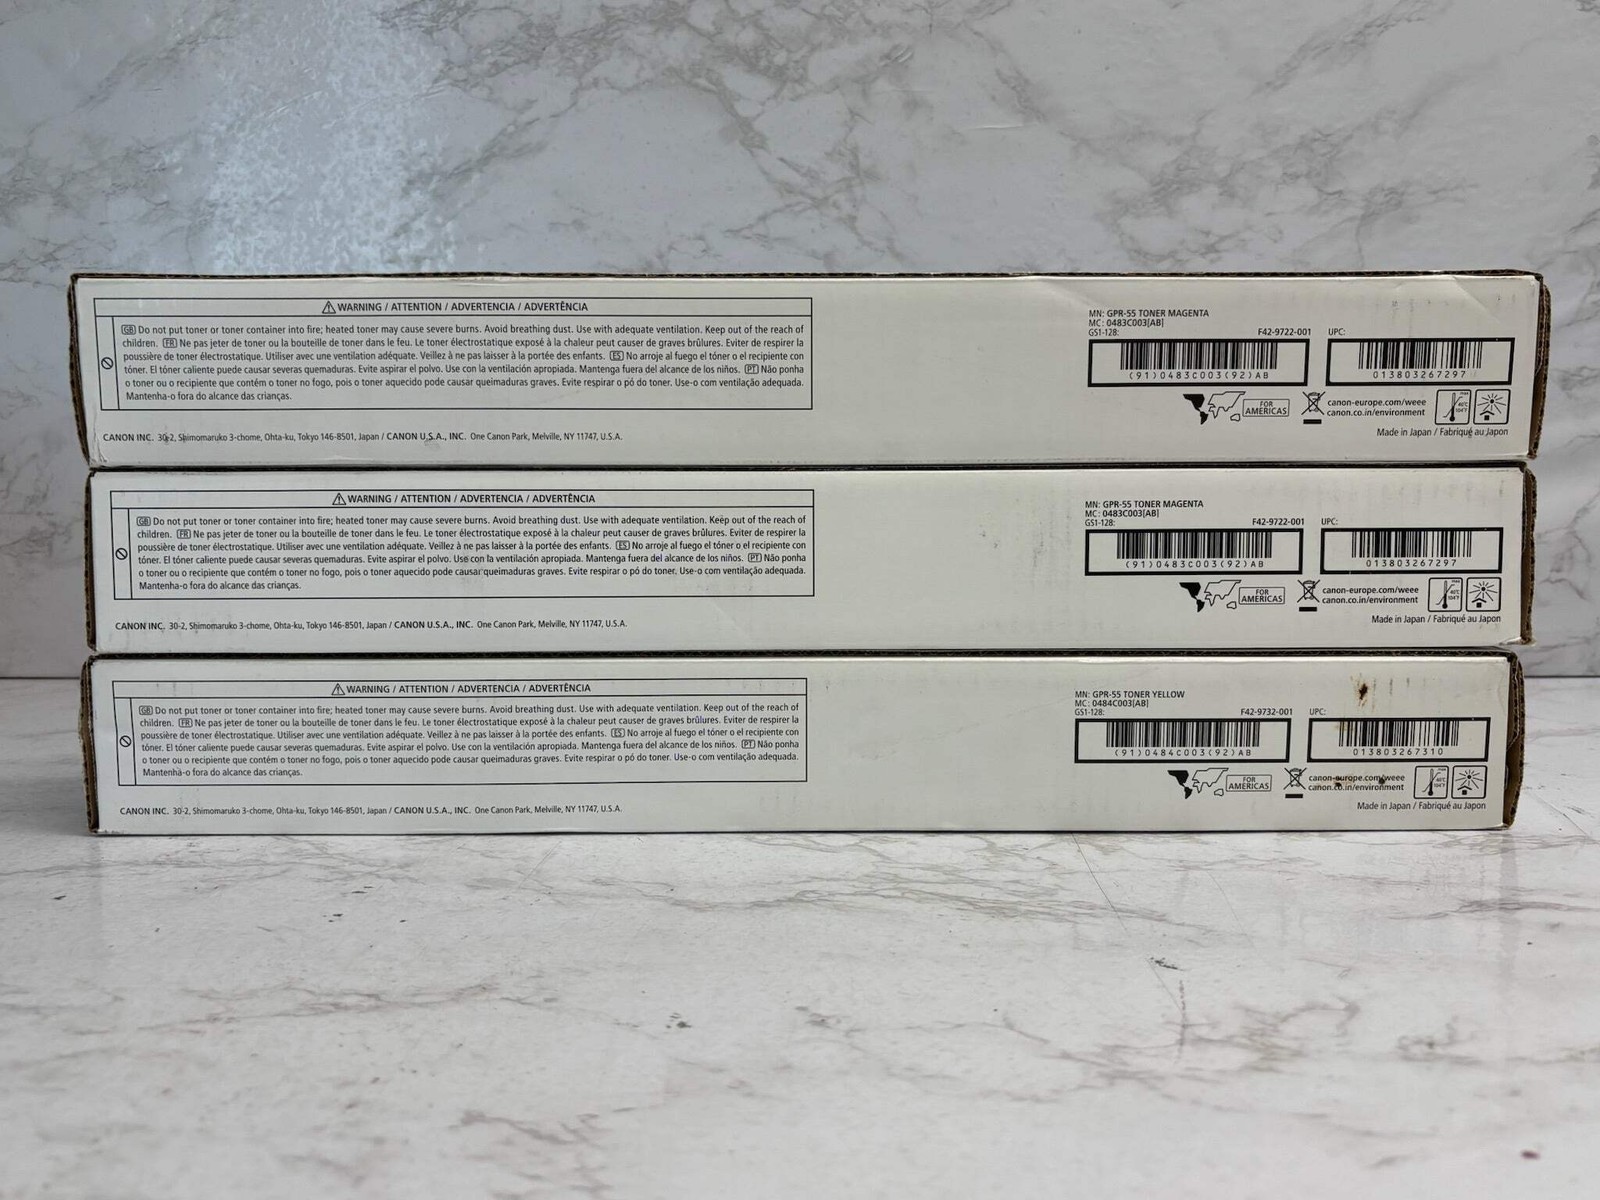 WARNING / ATTENTION / ADVERTENCIA / ADVERTÊNCIA
GB Do not put toner or toner container into fire; heated toner may cause severe burns. Avoid breathing dust. Use with adequate ventilation. Keep out of the reach of
children. FR Ne pas jeter de toner ou la bouteille de toner dans le feu. Le toner électrostatique exposé à la chaleur peut causer de graves brûlures. Eviter de respirer la
poussière de toner électrostatique. Utiliser avec une ventilation adéquate. Veillez à ne pas laisser à la portée des enfants. ES No arroje al fuego el tóner o el recipiente con
tóner. El tóner caliente puede causar severas quemaduras. Evite aspirar el polvo. Use con la ventilación apropiada. Mantenga fuera del alcance de los niños. PT Não ponha
o toner ou o recipiente que contém o toner no fogo, pois o toner aquecido pode causar queimaduras graves. Evite respirar o pó do toner. Use-o com ventilação adequada.
Mantenha-o fora do alcance das crianças.
CANON INC. 30-2, Shimomaruko 3-chome, Ohta-ku, Tokyo 146-8501, Japan / CANON U.S.A., INC. One Canon Park, Melville, NY 11747, U.S.A.
MN: GPR-55 TONER MAGENTA
MC: 0483C003[AB]
GS1-128: F42-9722-001 UPC:
(91)0483C003(92)AB 013803267297
FOR
AMERICAS
canon-europe.com/weee
canon.co.in/environment
max
40°C
104°F
Made in Japan / Fabriqué au Japon
WARNING / ATTENTION / ADVERTENCIA / ADVERTÊNCIA
GB Do not put toner or toner container into fire; heated toner may cause severe burns. Avoid breathing dust. Use with adequate ventilation. Keep out of the reach of
children. FR Ne pas jeter de toner ou la bouteille de toner dans le feu. Le toner électrostatique exposé à la chaleur peut causer de graves brûlures. Eviter de respirer la
poussière de toner électrostatique. Utiliser avec une ventilation adéquate. Veillez à ne pas laisser à la portée des enfants. ES No arroje al fuego el tóner o el recipiente con
tóner. El tóner caliente puede causar severas quemaduras. Evite aspirar el polvo. Use con la ventilación apropiada. Mantenga fuera del alcance de los niños. PT Não ponha
o toner ou o recipiente que contém o toner no fogo, pois o toner aquecido pode causar queimaduras graves. Evite respirar o pó do toner. Use-o com ventilação adequada.
Mantenha-o fora do alcance das crianças.
CANON INC. 30-2, Shimomaruko 3-chome, Ohta-ku, Tokyo 146-8501, Japan / CANON U.S.A., INC. One Canon Park, Melville, NY 11747, U.S.A.
MN: GPR-55 TONER MAGENTA
MC: 0483C003[AB]
GS1-128: F42-9722-001 UPC:
(91)0483C003(92)AB 013803267297
FOR
AMERICAS
canon-europe.com/weee
canon.co.in/environment
max
40°C
104°F
Made in Japan / Fabriqué au Japon
WARNING / ATTENTION / ADVERTENCIA / ADVERTÊNCIA
GB Do not put toner or toner container into fire; heated toner may cause severe burns. Avoid breathing dust. Use with adequate ventilation. Keep out of the reach of
children. FR Ne pas jeter de toner ou la bouteille de toner dans le feu. Le toner électrostatique exposé à la chaleur peut causer de graves brûlures. Eviter de respirer la
poussière de toner électrostatique. Utiliser avec une ventilation adéquate. Veillez à ne pas laisser à la portée des enfants. ES No arroje al fuego el tóner o el recipiente con
tóner. El tóner caliente puede causar severas quemaduras. Evite aspirar el polvo. Use con la ventilación apropiada. Mantenga fuera del alcance de los niños. PT Não ponha
o toner ou o recipiente que contém o toner no fogo, pois o toner aquecido pode causar queimaduras graves. Evite respirar o pó do toner. Use-o com ventilação adequada.
Mantenha-o fora do alcance das crianças.
CANON INC. 30-2, Shimomaruko 3-chome, Ohta-ku, Tokyo 146-8501, Japan / CANON U.S.A., INC. One Canon Park, Melville, NY 11747, U.S.A.
MN: GPR-55 TONER YELLOW
MC: 0484C003[AB]
GS1-128: F42-9732-001 UPC:
(91)0484C003(92)AB 013803267310
FOR
AMERICAS
canon-europe.com/weee
canon.co.in/environment
max
40°C
104°F
Made in Japan / Fabriqué au Japon